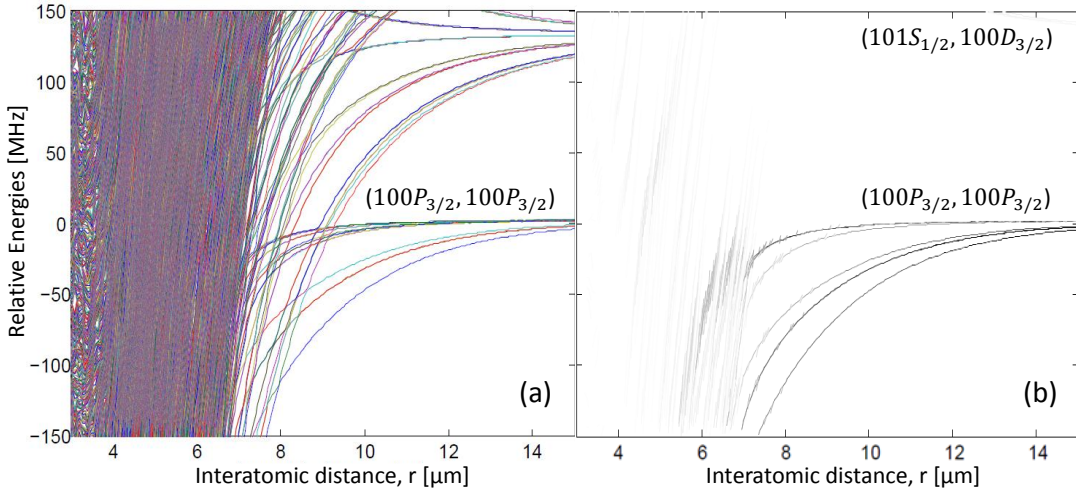 150
100
50
0
−50
−100
−150
Relative Energies [MHz]
(100P3/2, 100P3/2)
(a)
4 6 8 10 12 14
Interatomic distance, r [μm]
(101S1/2, 100D3/2)
(100P3/2, 100P3/2)
(b)
4 6 8 10 12 14
Interatomic distance, r [μm]